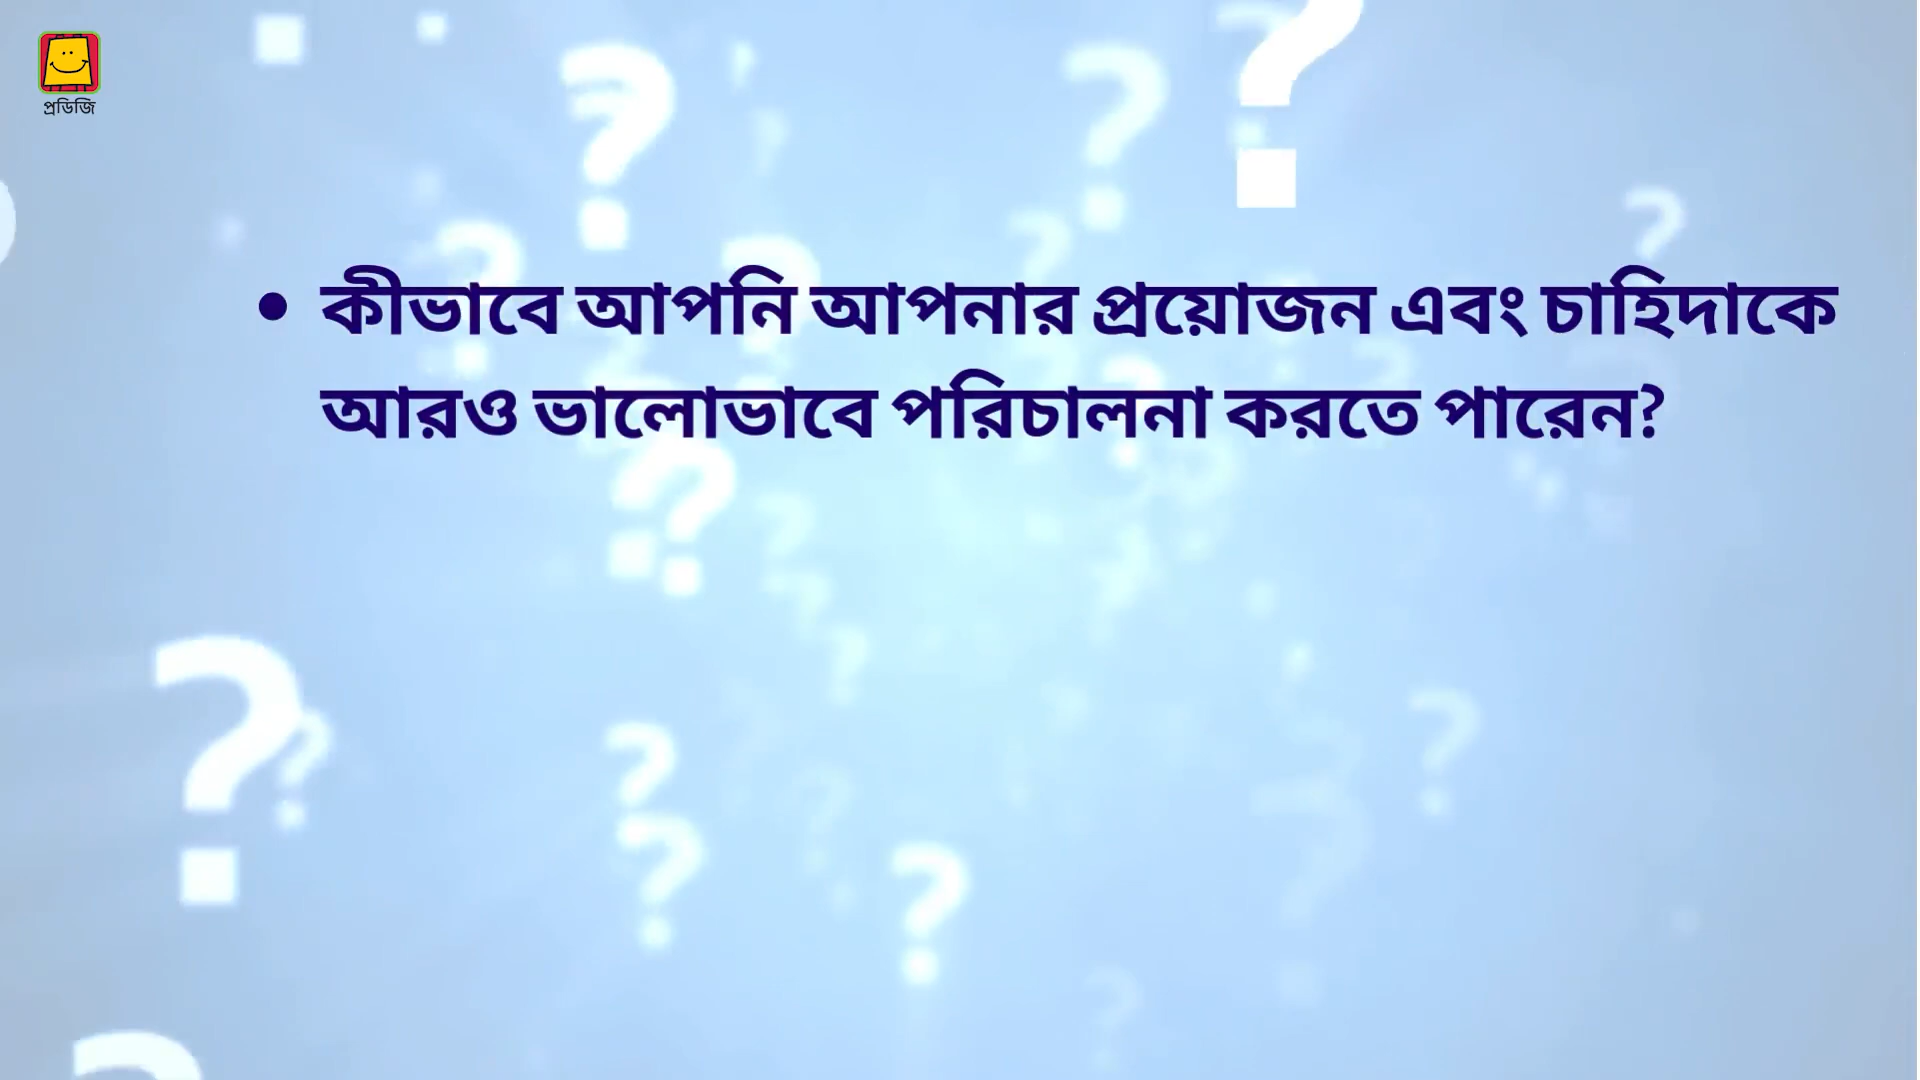 প্রডিজি
• কীভাবে আপনি আপনার প্রয়োজন এবং চাহিদাকে
আরও ভালোভাবে পরিচালনা করতে পারেন?